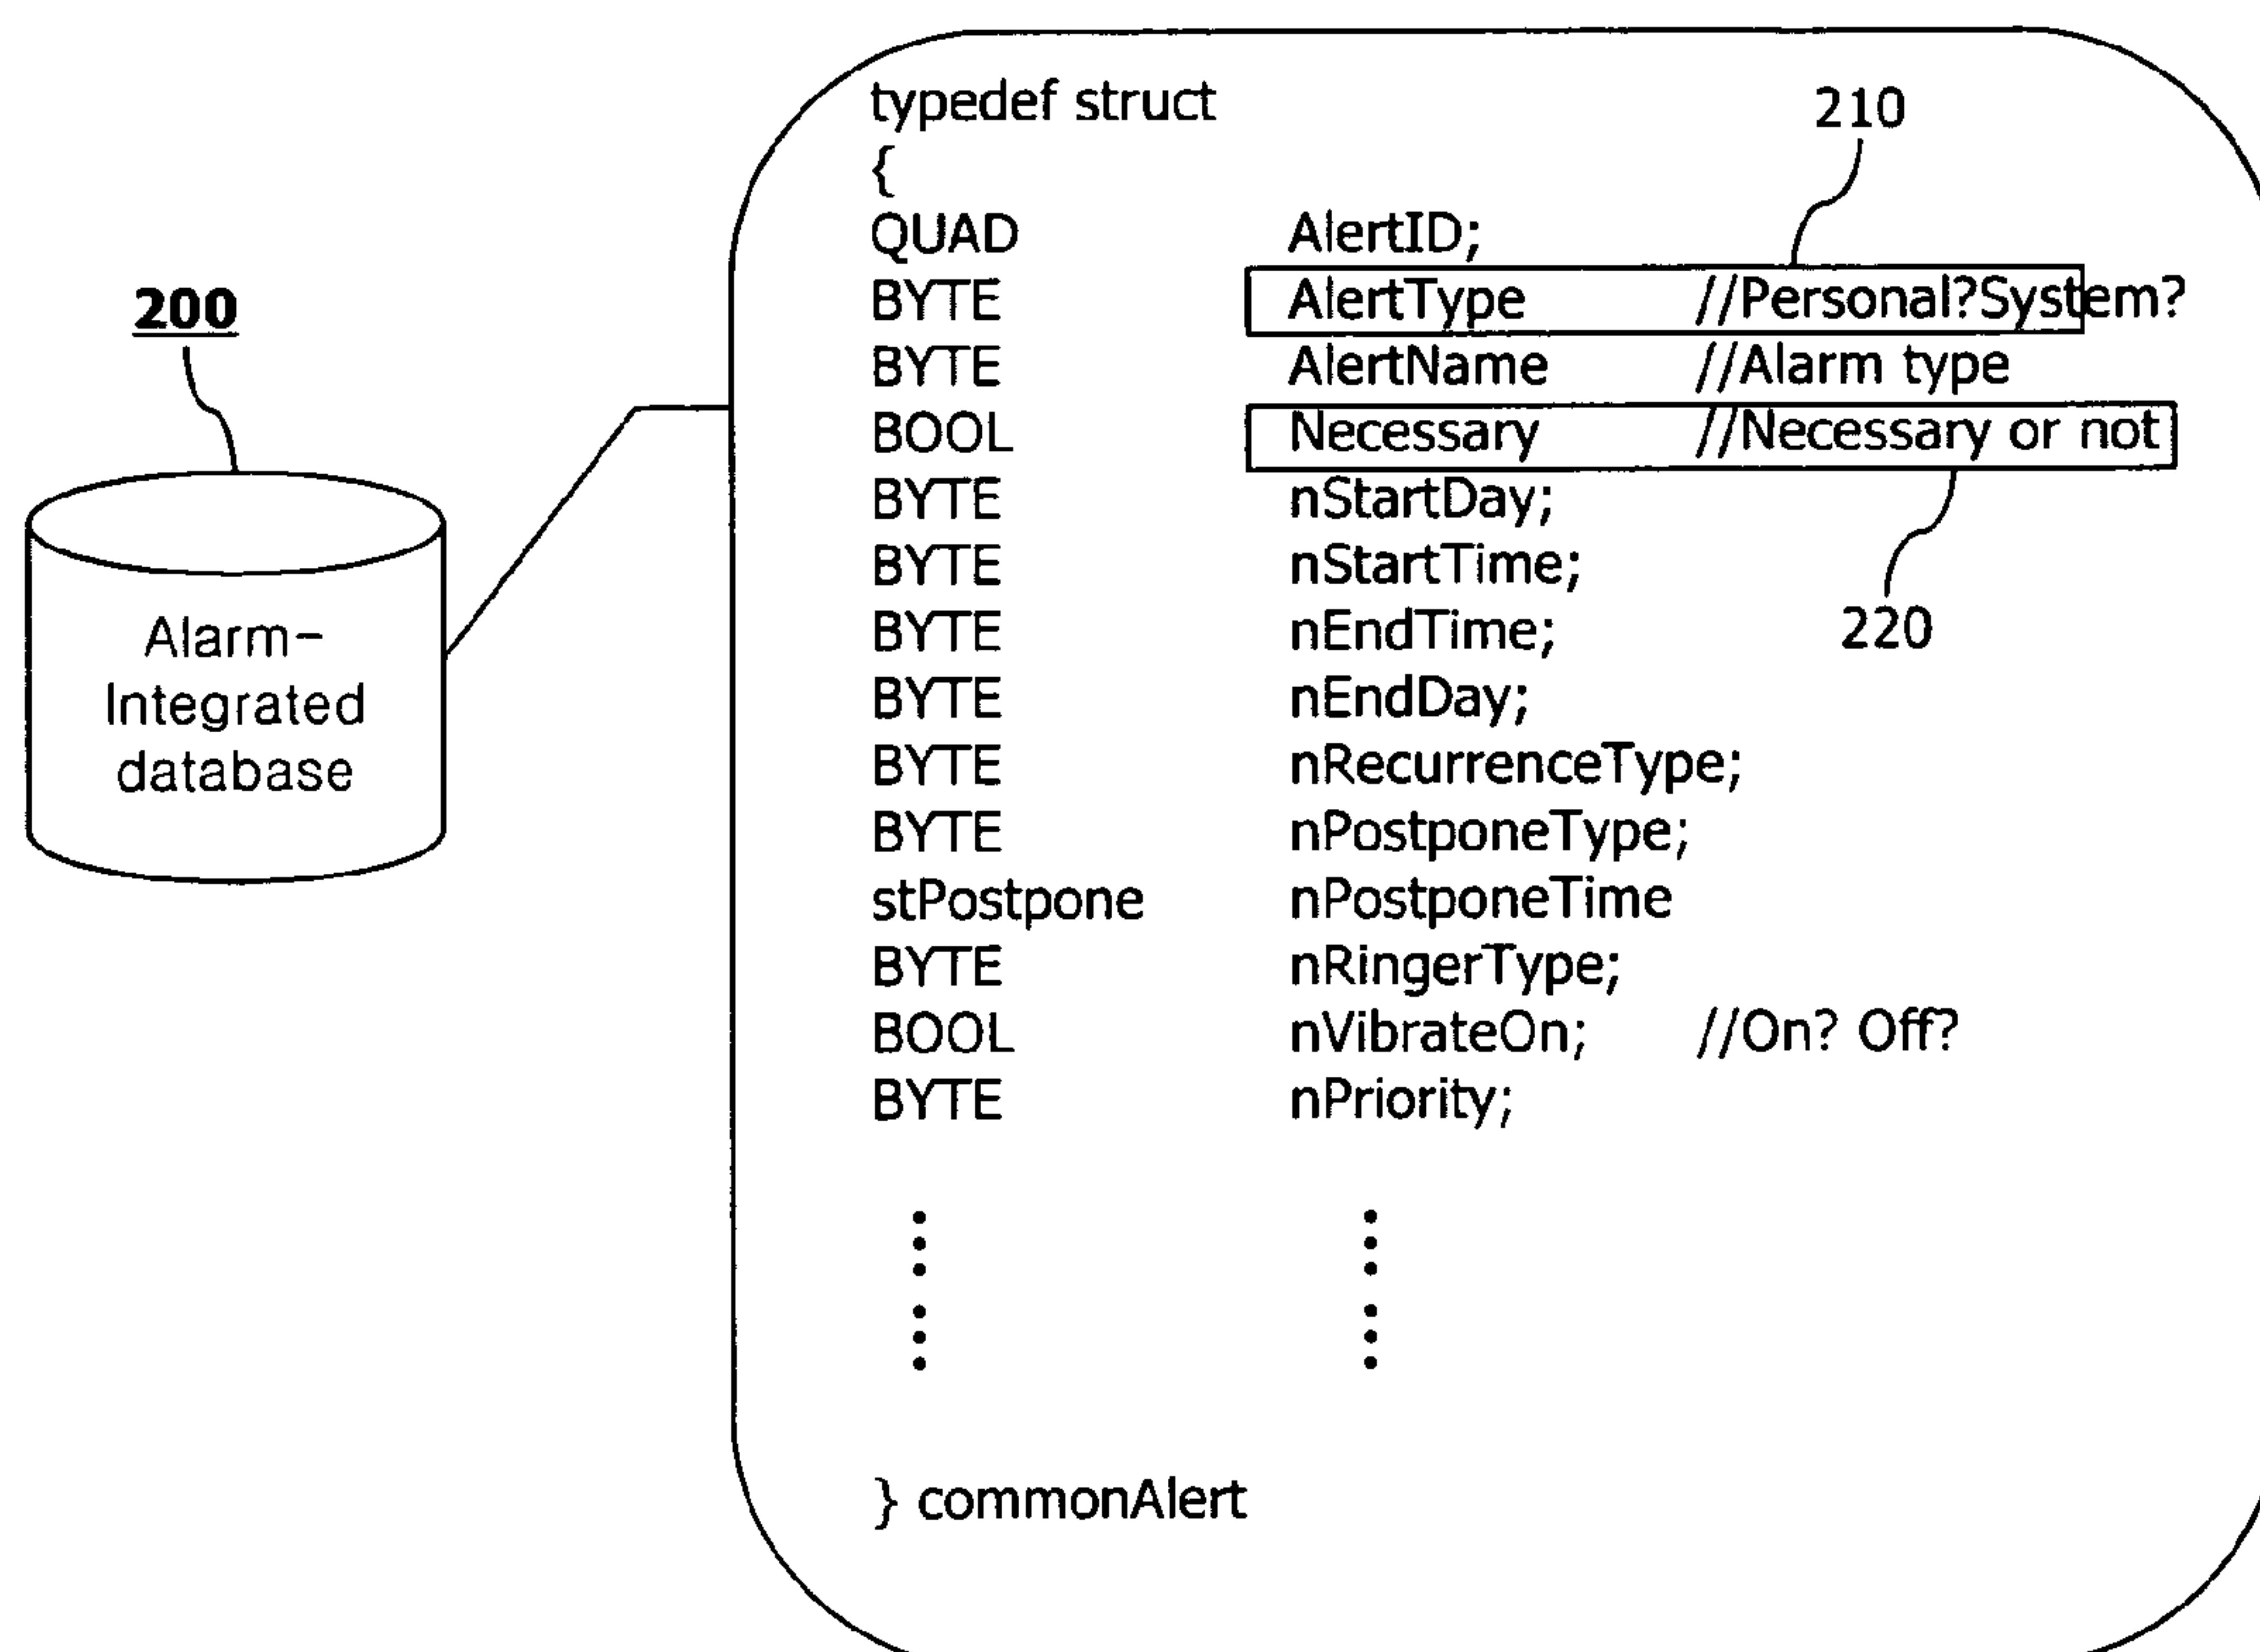 typedef struct
210
{
QUAD AlertID;
200
BYTE AlertType //Personal?System?
BYTE AlertName //Alarm type
BOOL Necessary //Necessary or not
BYTE nStartDay;
BYTE nStartTime;
BYTE nEndTime;
220
BYTE nEndDay;
BYTE nRecurrenceType;
BYTE nPostponeType;
stPostpone nPostponeTime
BYTE nRingerType;
BOOL nVibrateOn; //On? Off?
BYTE nPriority;
} commonAlert
Alarm-
Integrated
database